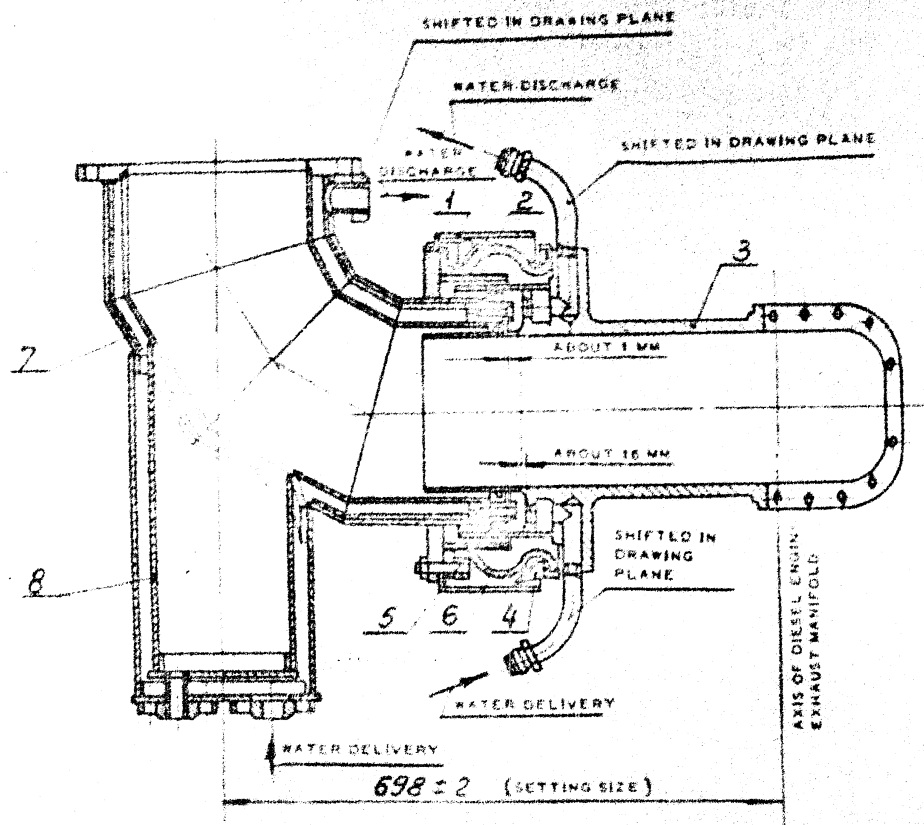 SHIFTED IN DRAWING PLANE
WATER DISCHARGE
SHIFTED IN DRAWING PLANE
WATER
DISCHARGE
1
2
3
7
ABOUT 1 MM
ABOUT 16 MM
SHIFTED IN
DRAWING
PLANE
8
5 6 4
AXIS OF DIESEL ENGIN
EXHAUST MANIFOLD
WATER DELIVERY
WATER DELIVERY
698 ± 2 (SETTING SIZE)